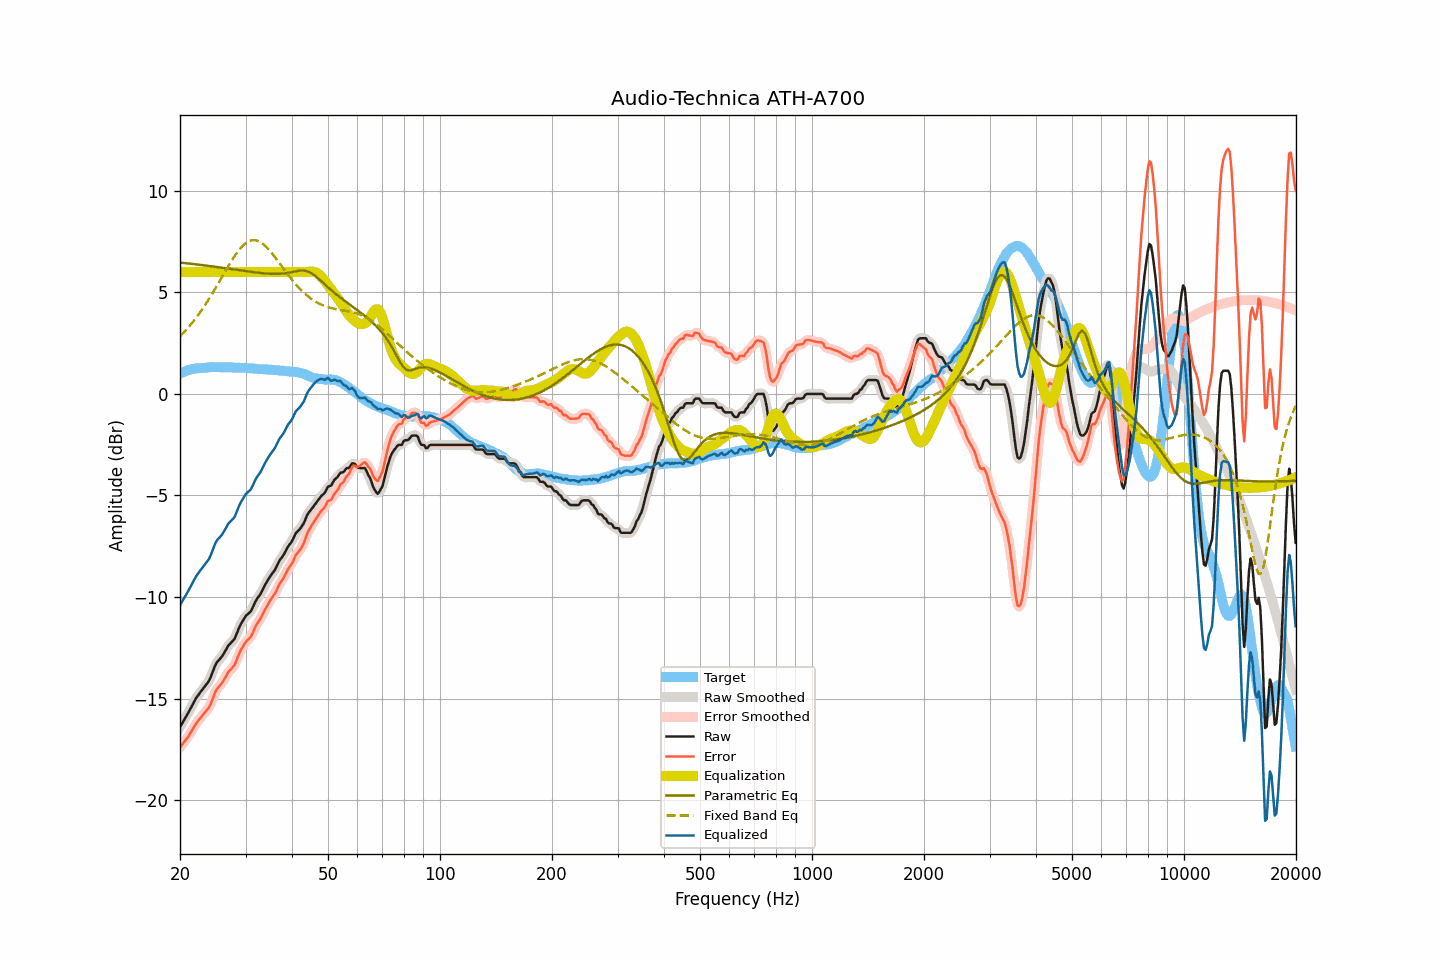 Audio-Technica ATH-A700
Amplitude (dBr)
10
5
0
−5
−10
−15
−20
Target
Raw Smoothed
Error Smoothed
Raw
Error
Equalization
Parametric Eq
Fixed Band Eq
Equalized
20 50 100 200 500 1000 2000 5000 10000 20000
Frequency (Hz)